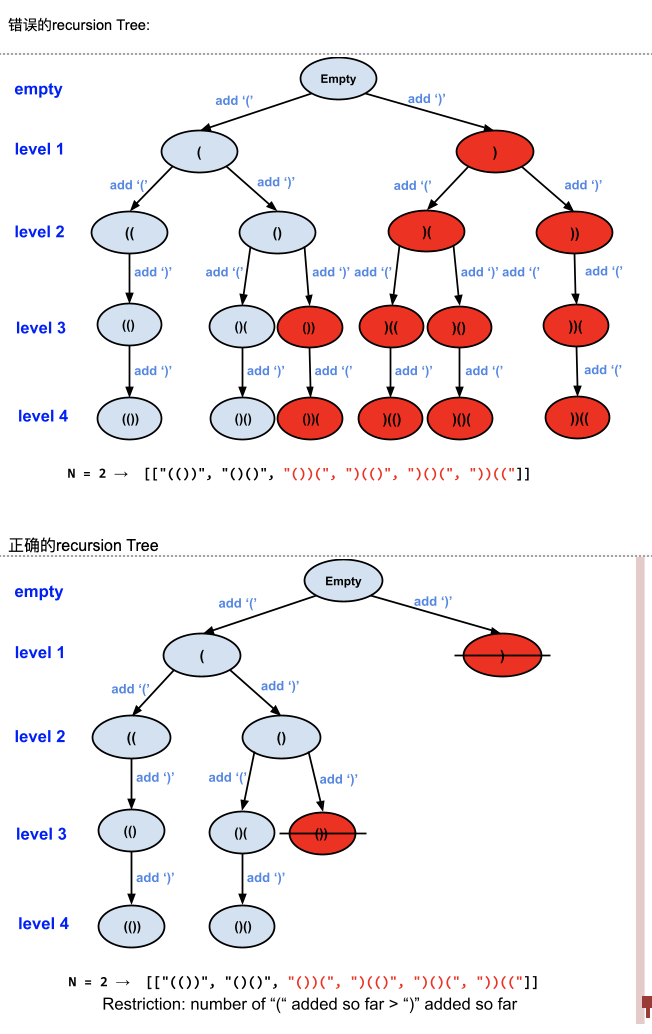 错误的recursion Tree:
empty
Empty
add ‘(’
add ‘)’
level 1
(
)
add ‘(’
add ‘)’
add ‘(’
add ‘)’
level 2
((
()
)(
))
add ‘)’
add ‘(’
add ‘)’
add ‘(’
add ‘)’
add ‘(’
level 3
(()
()(
())
)((
)()
))(
add ‘)’
add ‘)’
add ‘(’
add ‘)’
add ‘(’
add ‘(’
level 4
(())
()()
())(
)(()
)()(
))((
N = 2 → [["(())", "()()", "())(", ")(()", ")()(", "))(("]]
正确的recursion Tree
empty
Empty
add ‘(’
add ‘)’
level 1
(
)
add ‘(’
add ‘)’
level 2
((
()
add ‘)’
add ‘(’
add ‘)’
level 3
(()
()(
())
add ‘)’
add ‘)’
level 4
(())
()()
N = 2 → [["(())", "()()", "())(", ")(()", ")()(", "))(("]]
Restriction: number of “(“ added so far > “)” added so far